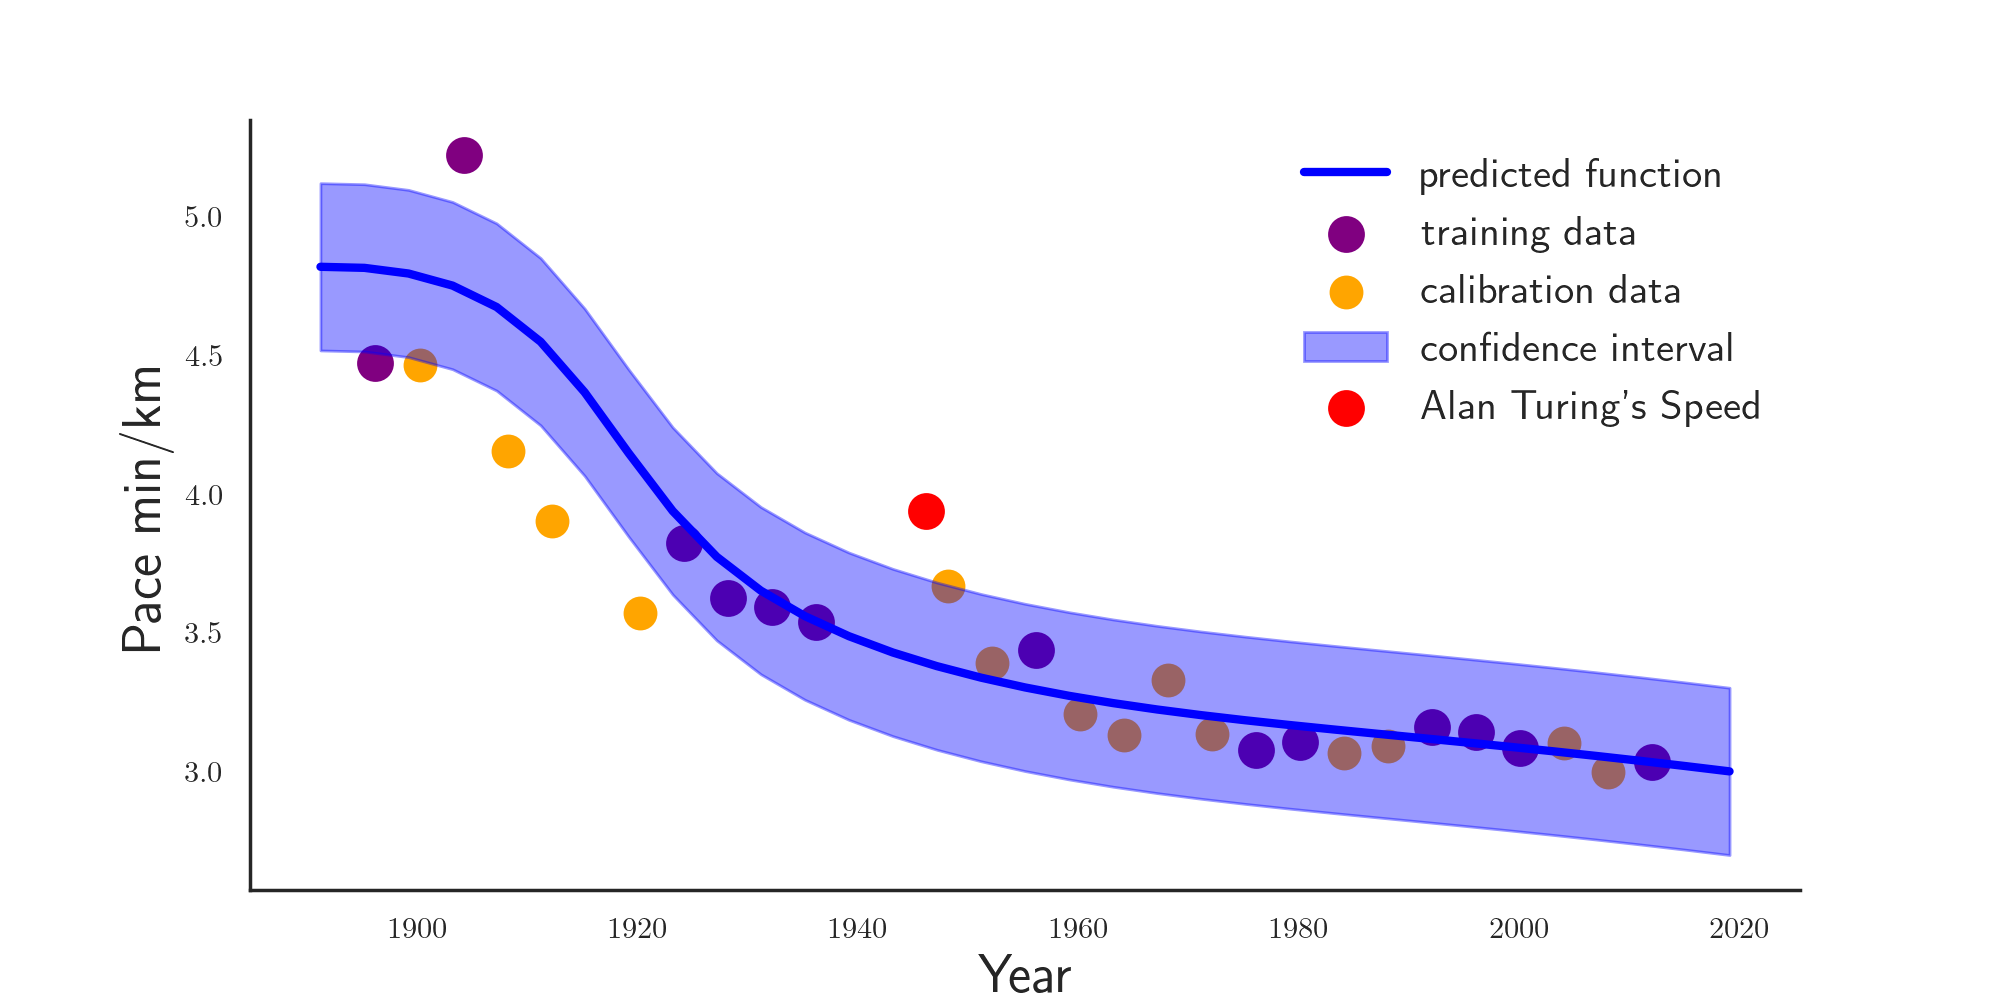 predicted function
training data
calibration data
confidence interval
Alan Turing's Speed
Pace min/km
5.0
4.5
4.0
3.5
3.0
1900 1920 1940 1960 1980 2000 2020
Year